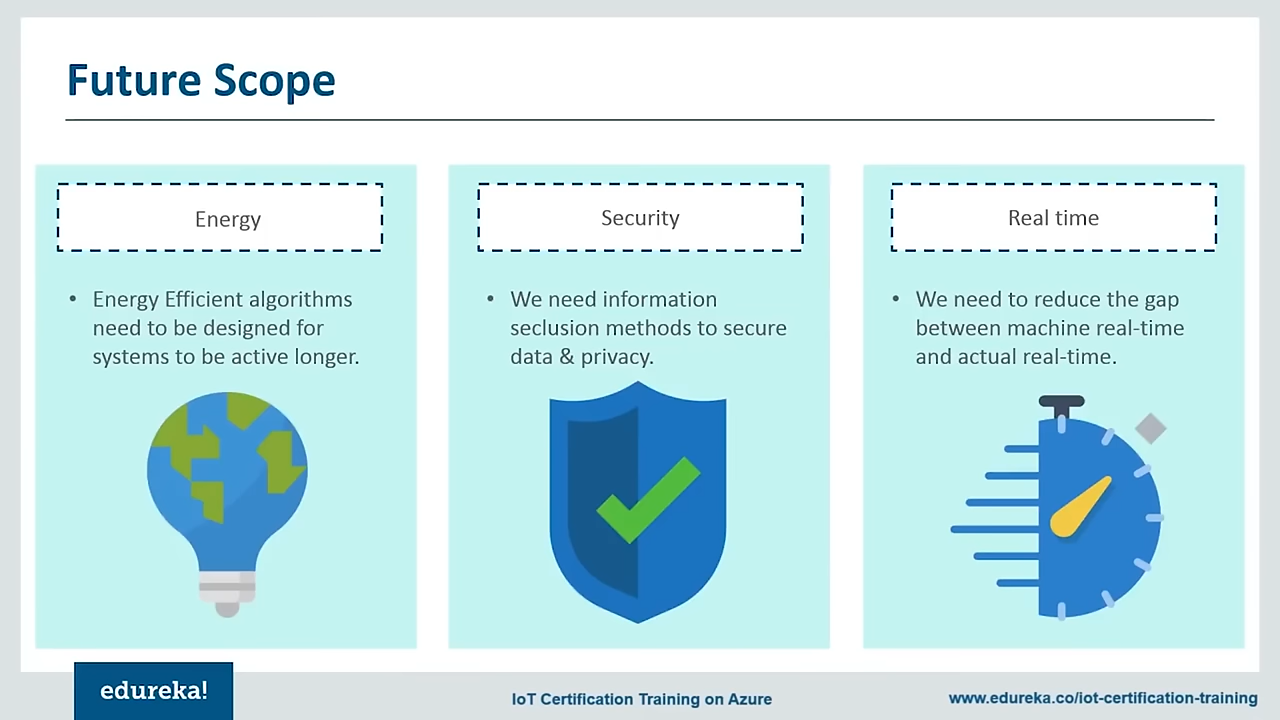 Future Scope
Energy
• Energy Efficient algorithms
need to be designed for
systems to be active longer.
Security
• We need information
seclusion methods to secure
data & privacy.
Real time
• We need to reduce the gap
between machine real-time
and actual real-time.
edureka!
IoT Certification Training on Azure
www.edureka.co/iot-certification-training